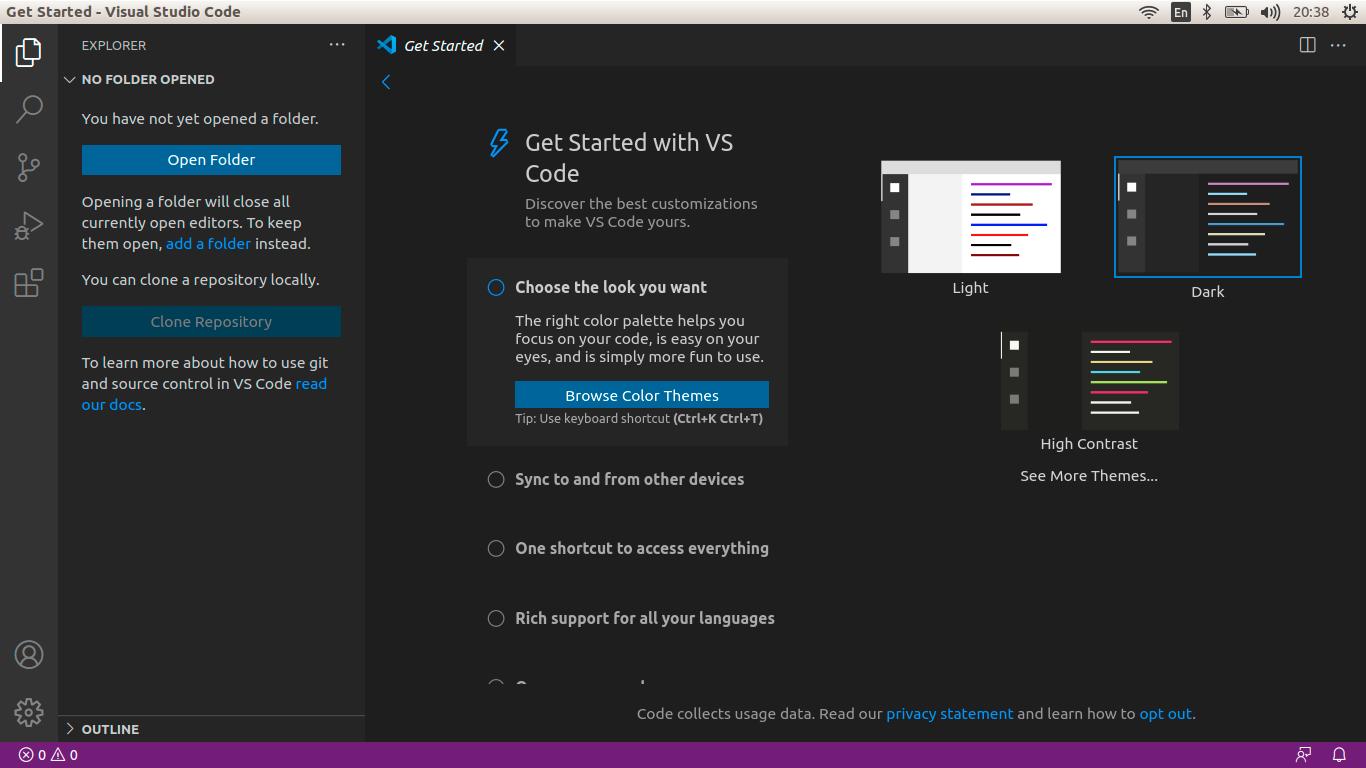 Get Started - Visual Studio Code
En
20:38
EXPLORER
Get Started
NO FOLDER OPENED
You have not yet opened a folder.
Open Folder
Opening a folder will close all
currently open editors. To keep
them open, add a folder instead.
You can clone a repository locally.
Clone Repository
To learn more about how to use git
and source control in VS Code read
our docs.
OUTLINE
Get Started with VS
Code
Discover the best customizations
to make VS Code yours.
Choose the look you want
The right color palette helps you
focus on your code, is easy on your
eyes, and is simply more fun to use.
Browse Color Themes
Tip: Use keyboard shortcut (Ctrl+K Ctrl+T)
Sync to and from other devices
One shortcut to access everything
Rich support for all your languages
Light
Dark
High Contrast
See More Themes...
Code collects usage data. Read our privacy statement and learn how to opt out.
0 0